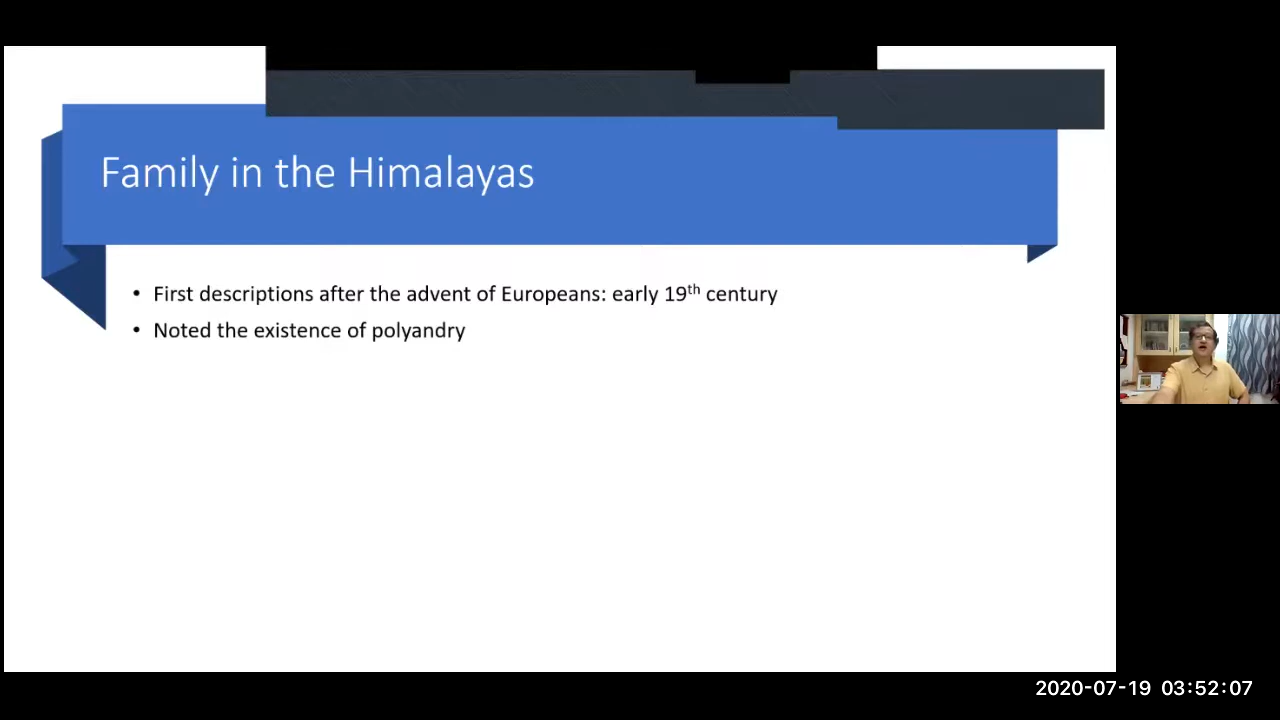 Family in the Himalayas
• First descriptions after the advent of Europeans: early 19th century
• Noted the existence of polyandry
2020-07-19 03:52:07